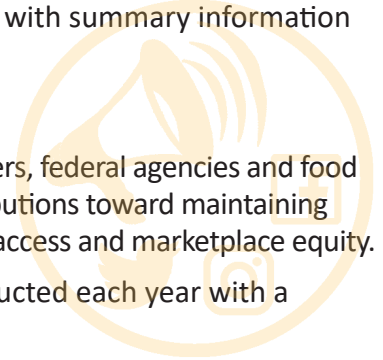 with summary information
ers, federal agencies and food
butions toward maintaining
access and marketplace equity.
ucted each year with a